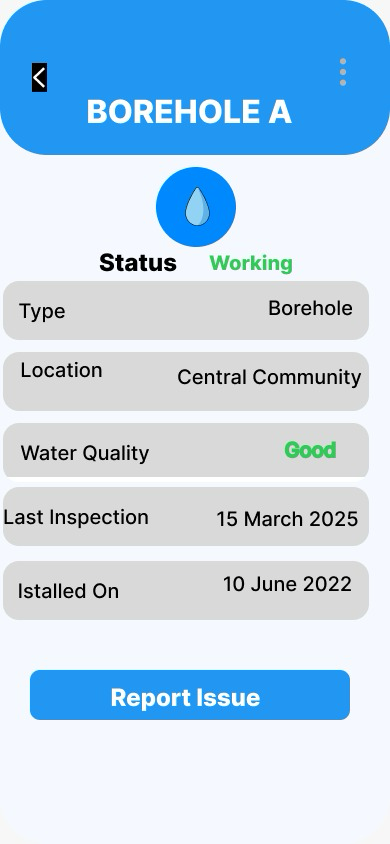 BOREHOLE A
Status Working
Type Borehole
Location Central Community
Water Quality Good
Last Inspection 15 March 2025
Istalled On 10 June 2022
Report Issue